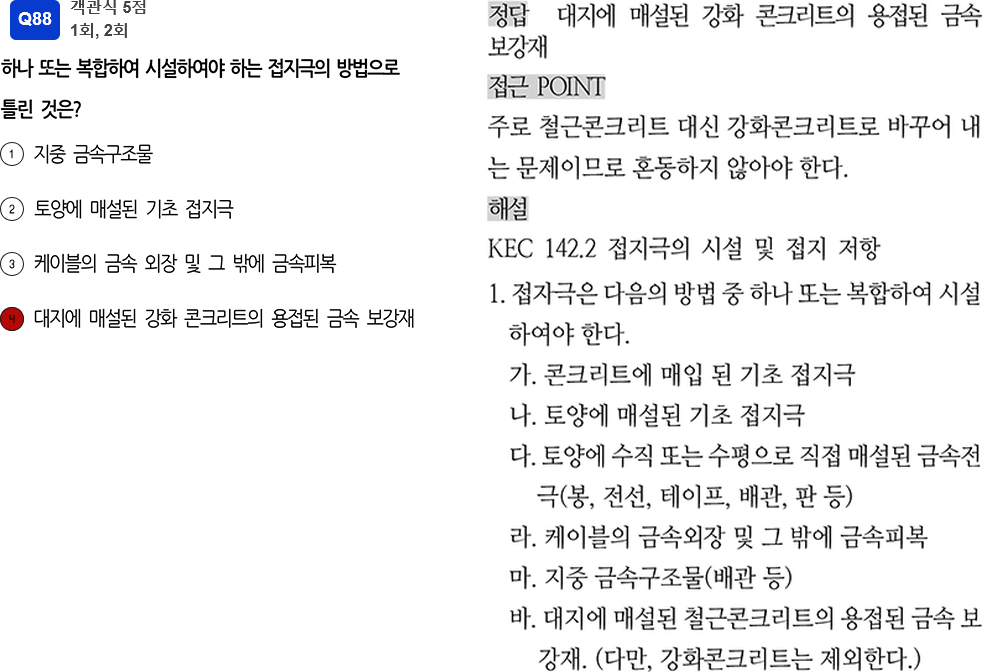 Q88
객관식 5점
1회, 2회
하나 또는 복합하여 시설하여야 하는 접지극의 방법으로
틀린 것은?
1 지중 금속구조물
2 토양에 매설된 기초 접지극
3 케이블의 금속 외장 및 그 밖에 금속피복
4 대지에 매설된 강화 콘크리트의 용접된 금속 보강재
정답 대지에 매설된 강화 콘크리트의 용접된 금속
보강재
접근 POINT
주로 철근콘크리트 대신 강화콘크리트로 바꾸어 내
는 문제이므로 혼동하지 않아야 한다.
해설
KEC 142.2 접지극의 시설 및 접지 저항
1. 접자극은 다음의 방법 중 하나 또는 복합하여 시설
하여야 한다.
가. 콘크리트에 매입 된 기초 접지극
나. 토양에 매설된 기초 접지극
다. 토양에 수직 또는 수평으로 직접 매설된 금속전
극(봉, 전선, 테이프, 배관, 판 등)
라. 케이블의 금속외장 및 그 밖에 금속피복
마. 지중 금속구조물(배관 등)
바. 대지에 매설된 철근콘크리트의 용접된 금속 보
강재. (다만, 강화콘크리트는 제외한다.)